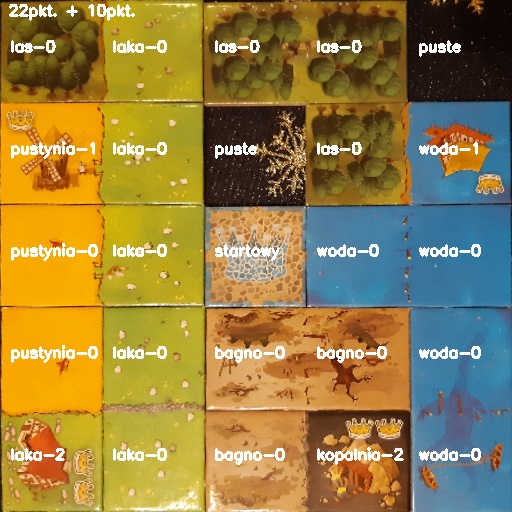 22pkt. + 10pkt.
las-0 laka-0 las-0 las-0 puste
pustynia-1 laka-0 puste las-0 woda-1
pustynia-0 laka-0 startowy woda-0 woda-0
pustynia-0 laka-0 bagno-0 bagno-0 woda-0
laka-2 laka-0 bagno-0 kopalnia-2 woda-0